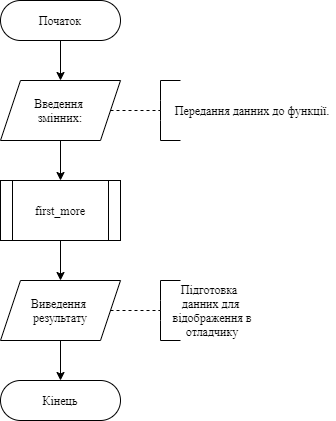 Початок
Введення
змінних:
Передання данних до функції.
first_more
Виведення
результату
Підготовка
данних для
відображення в
отладчику
Кінець